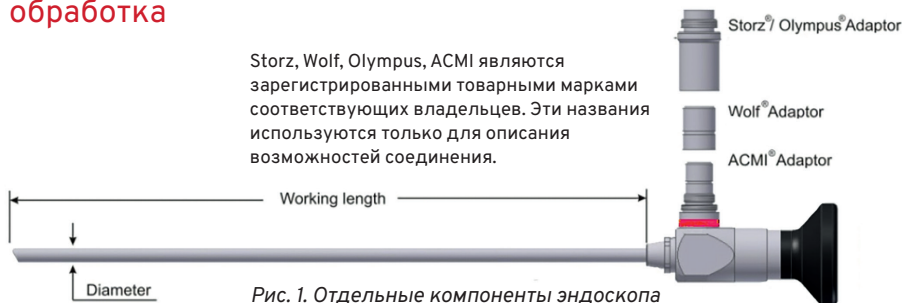 обработка
Storz®/ Olympus®Adaptor
Storz, Wolf, Olympus, ACMI являются
зарегистрированными товарными марками
соответствующих владельцев. Эти названия
используются только для описания
возможностей соединения.
Wolf®Adaptor
ACMI®Adaptor
Working length
Diameter
Рис. 1. Отдельные компоненты эндоскопа